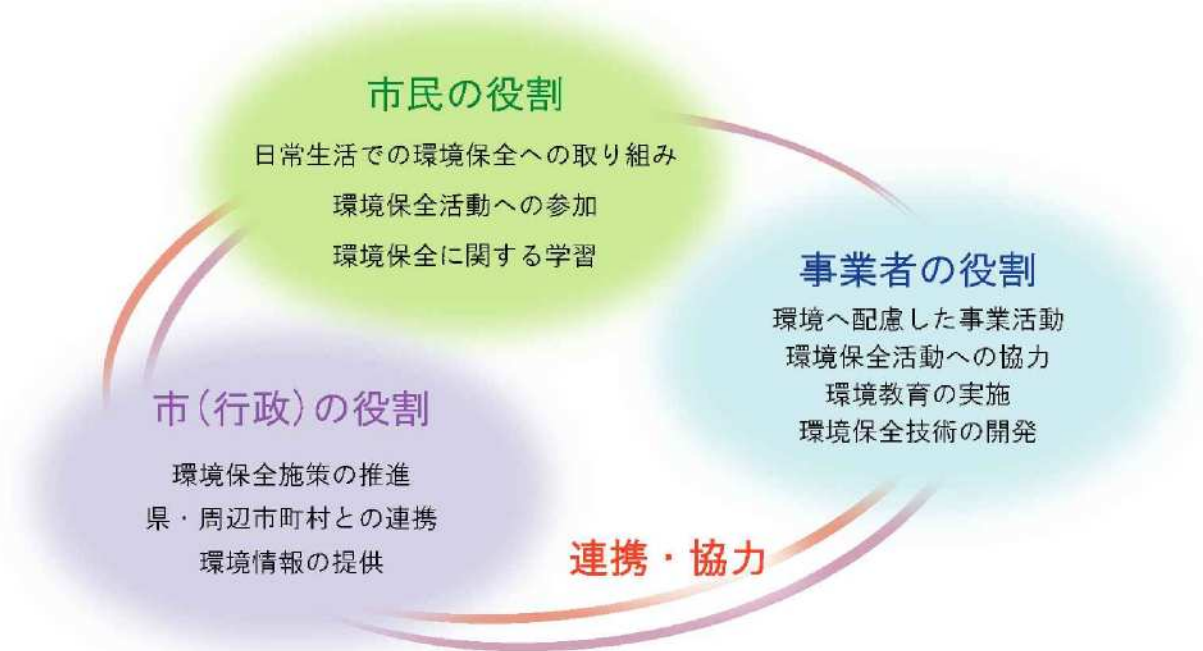 市民の役割
日常生活での環境保全への取り組み
環境保全活動への参加
環境保全に関する学習
事業者の役割
環境へ配慮した事業活動
環境保全活動への協力
環境教育の実施
環境保全技術の開発
市(行政)の役割
環境保全施策の推進
県・周辺市町村との連携
環境情報の提供
連携・協力